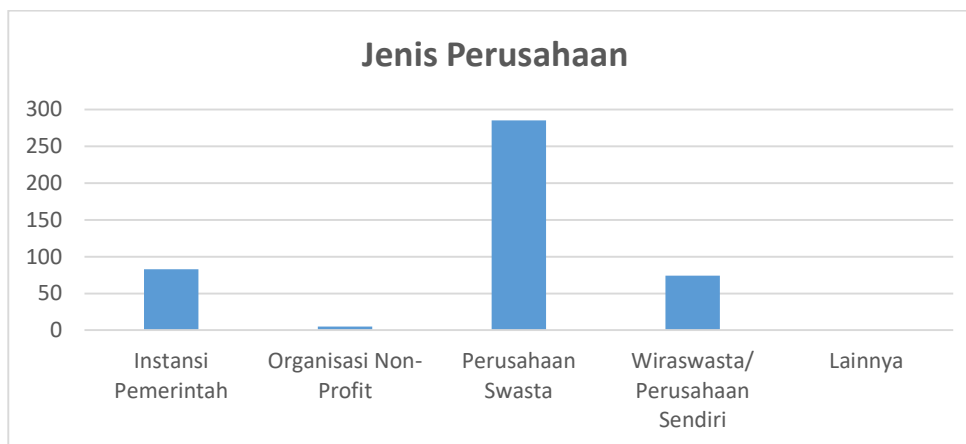 Jenis Perusahaan
300
250
200
150
100
50
0
Instansi
Pemerintah
Organisasi Non-
Profit
Perusahaan
Swasta
Wiraswasta/
Perusahaan
Sendiri
Lainnya